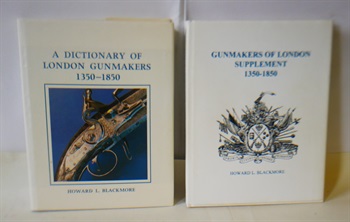 A DICTIONARY OF
LONDON GUNMAKERS
1350–1850
HOWARD L. BLACKMORE
GUNMAKERS OF LONDON
SUPPLEMENT
1350-1850
HOWARD L. BLACKMORE